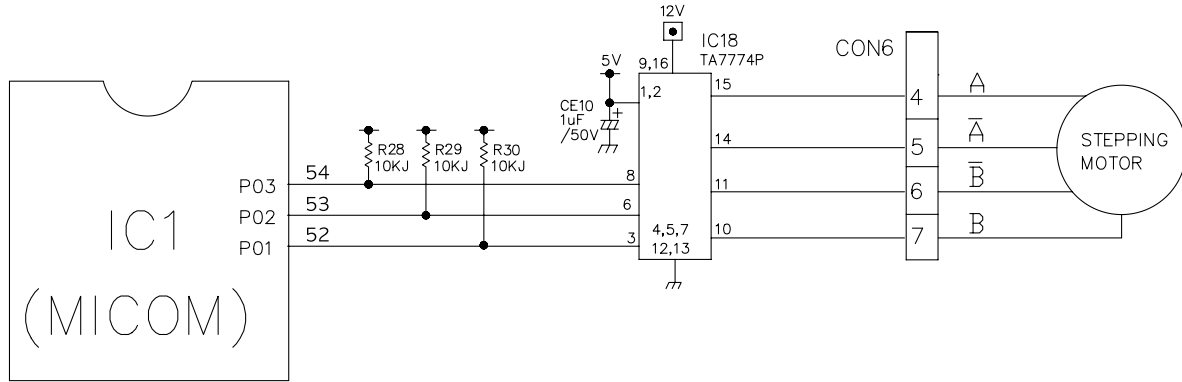 12V
IC18
TA7774P
CON6
5V
9,16
1,2
15
CE10
1uF
/50V
+
4
A
R28
10KJ
R29
10KJ
R30
10KJ
14
5
A̅
STEPPING
MOTOR
P03
54
8
11
6
B̅
P02
53
6
IC1
P01
52
3
4,5,7
12,13
10
7
B
(MICOM)